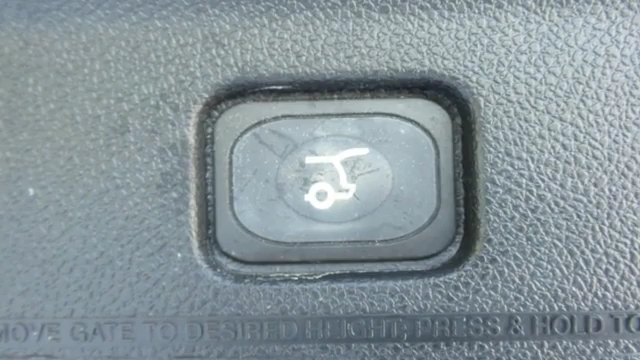 MOVE GATE TO DESIRED HEIGHT, PRESS & HOLD TO